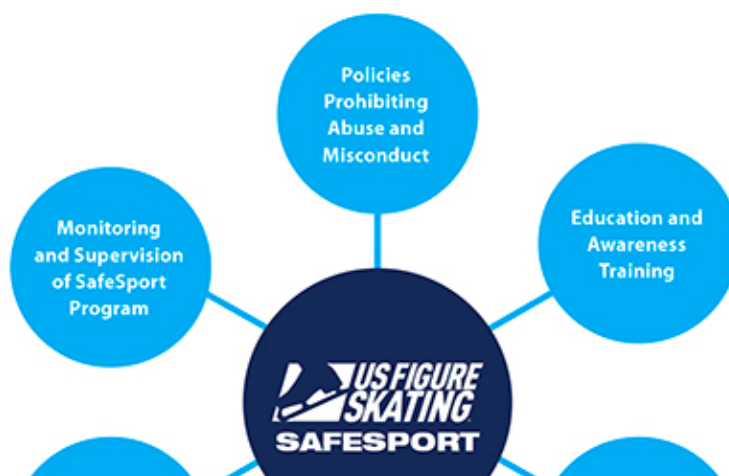 Policies
Prohibiting
Abuse and
Misconduct
Monitoring
and Supervision
of SafeSport
Program
Education and
Awareness
Training
US FIGURE
SKATING
SAFESPORT